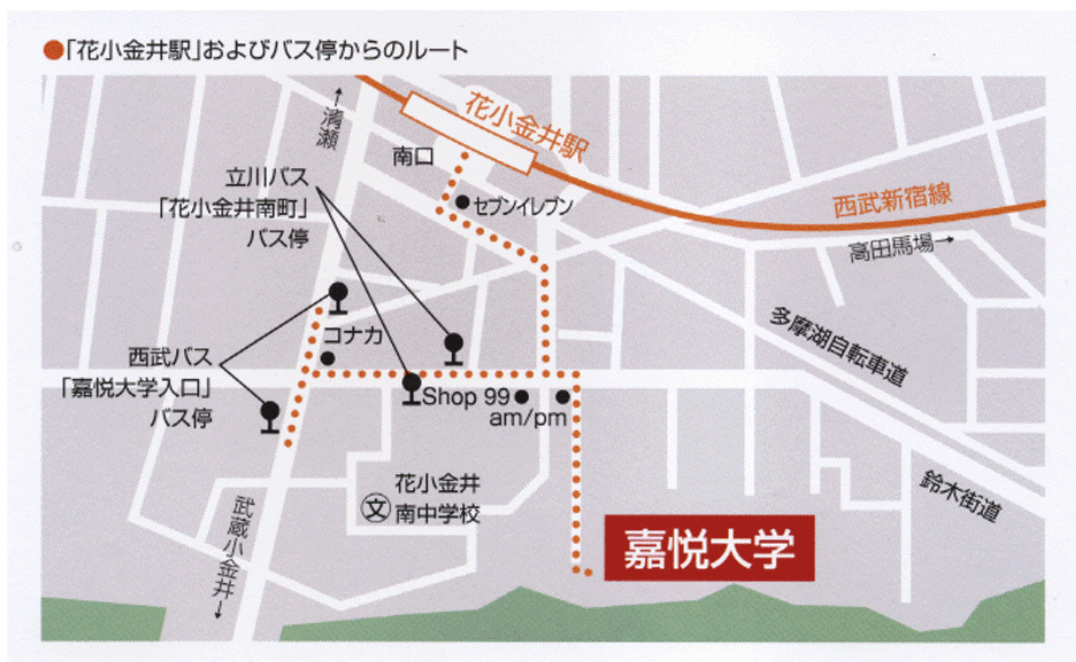 ●「花小金井駅」およびバス停からのルート
↑清瀬
花小金井駅
南口
立川バス
「花小金井南町」
バス停
セブンイレブン
西武新宿線
高田馬場→
コナカ
多摩湖自転車道
西武バス
「嘉悦大学入口」
バス停
Shop 99
am/pm
花小金井
南中学校
文
鈴木街道
武蔵小金井↓
嘉悦大学